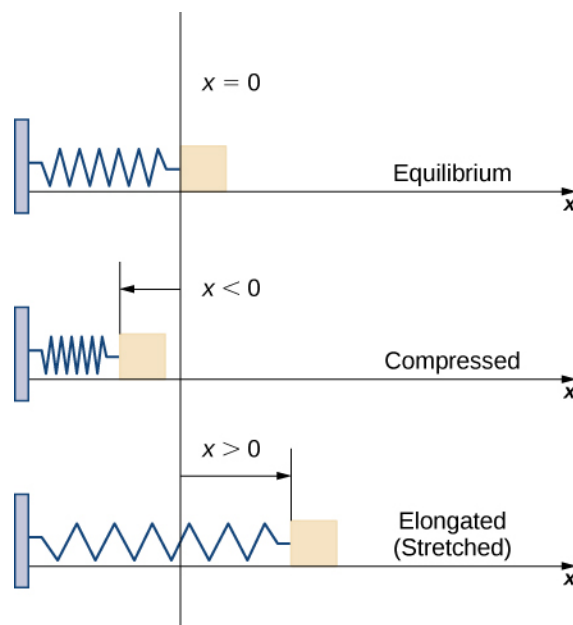 x = 0
Equilibrium
x
x < 0
Compressed
x
x > 0
Elongated
(Stretched)
x